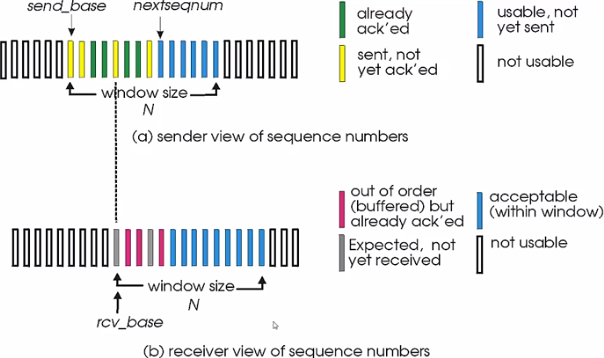 send_base nextseqnum
already
ack'ed
usable, not
yet sent
sent, not
yet ack'ed
not usable
window size
N
(a) sender view of sequence numbers
out of order
(buffered) but
already ack'ed
acceptable
(within window)
Expected, not
yet received
not usable
window size
N
rcv_base
(b) receiver view of sequence numbers